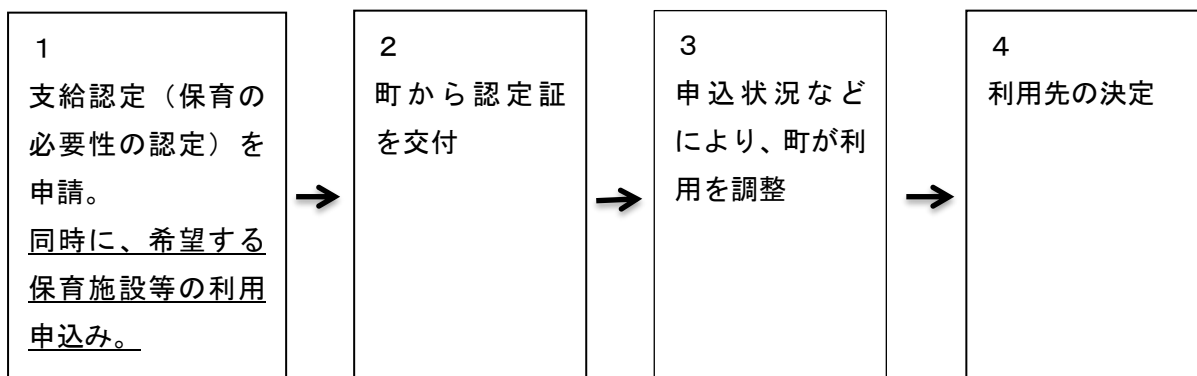 １
支給認定（保育の
必要性の認定）を
申請。
同時に、希望する
保育施設等の利用
申込み。
２
町から認定証
を交付
３
申込状況など
により、町が利
用を調整
４
利用先の決定